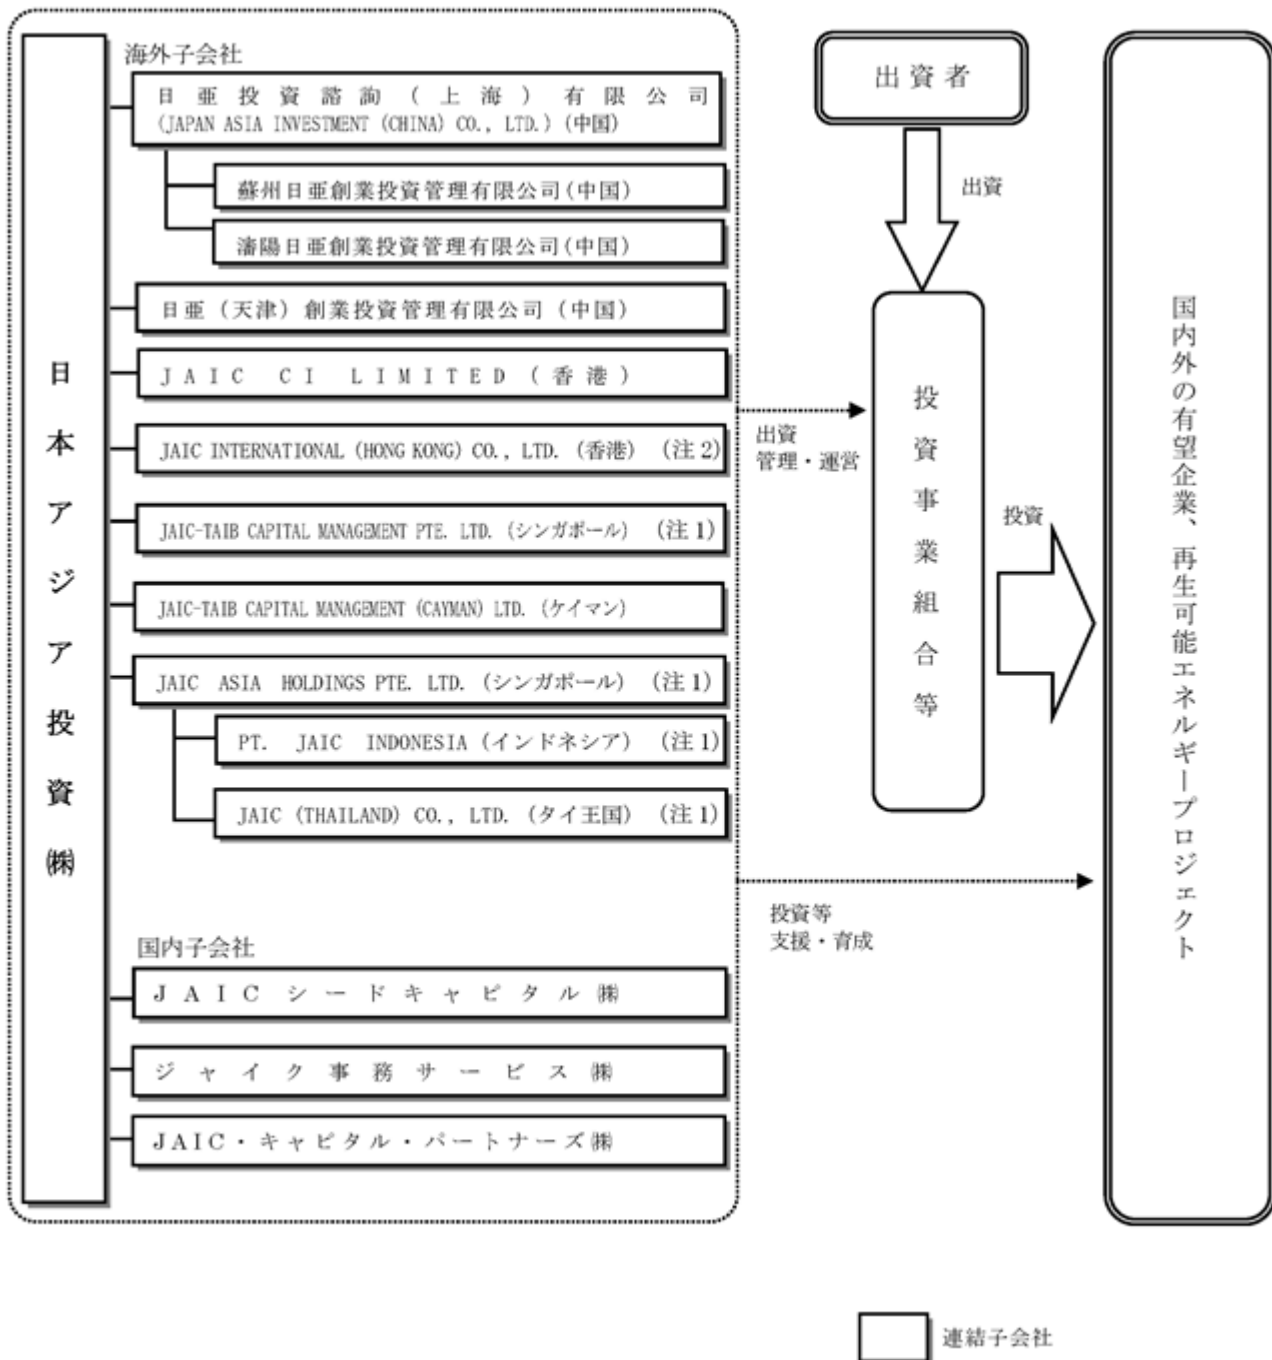 海外子会社
日亜投資諮詢(上海)有限公司
(JAPAN ASIA INVESTMENT (CHINA) CO., LTD.) (中国)
蘇州日亜創業投資管理有限公司(中国)
瀋陽日亜創業投資管理有限公司(中国)
日亜(天津)創業投資管理有限公司(中国)
JAIC CI LIMITED(香港)
JAIC INTERNATIONAL (HONG KONG) CO., LTD. (香港) (注2)
JAIC-TAIB CAPITAL MANAGEMENT PTE. LTD. (シンガポール) (注1)
JAIC-TAIB CAPITAL MANAGEMENT (CAYMAN) LTD. (ケイマン)
JAIC ASIA HOLDINGS PTE. LTD. (シンガポール) (注1)
PT. JAIC INDONESIA (インドネシア) (注1)
JAIC (THAILAND) CO., LTD. (タイ王国) (注1)
国内子会社
JAICシードキャピタル㈱
ジャイク事務サービス㈱
JAIC・キャピタル・パートナーズ㈱
日本アジア投資㈱
出資者
出資
出資
管理・運営
投資事業組合等
投資
投資等
支援・育成
国内外の有望企業、再生可能エネルギープロジェクト
連結子会社